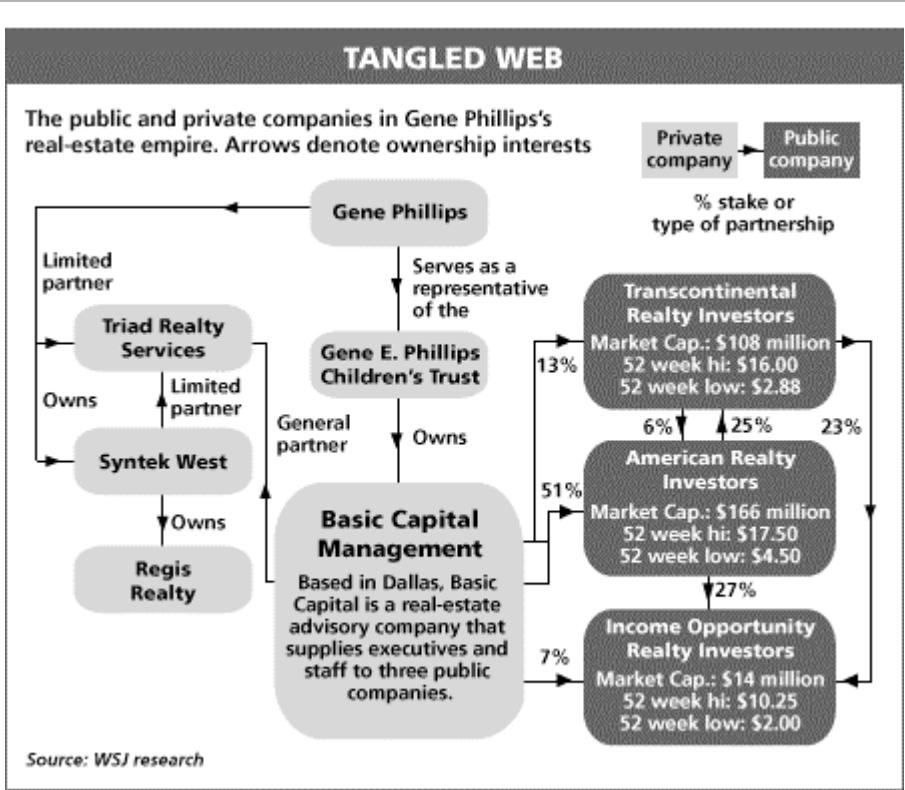 TANGLED WEB
The public and private companies in Gene Phillips's
real-estate empire. Arrows denote ownership interests
Private
company
Public
company
% stake or
type of partnership
Gene Phillips
Limited
partner
Serves as a
representative
of the
Triad Realty
Services
Gene E. Phillips
Children's Trust
Transcontinental
Realty Investors
Market Cap.: $108 million
52 week hi: $16.00
52 week low: $2.88
13%
Owns
Limited
partner
General
partner
Owns
6%
25%
23%
Syntek West
American Realty
Investors
Market Cap.: $166 million
52 week hi: $17.50
52 week low: $4.50
51%
Owns
Basic Capital
Management
Based in Dallas, Basic
Capital is a real-estate
advisory company that
supplies executives and
staff to three public
companies.
Regis
Realty
27%
7%
Income Opportunity
Realty Investors
Market Cap.: $14 million
52 week hi: $10.25
52 week low: $2.00
Source: WSJ research